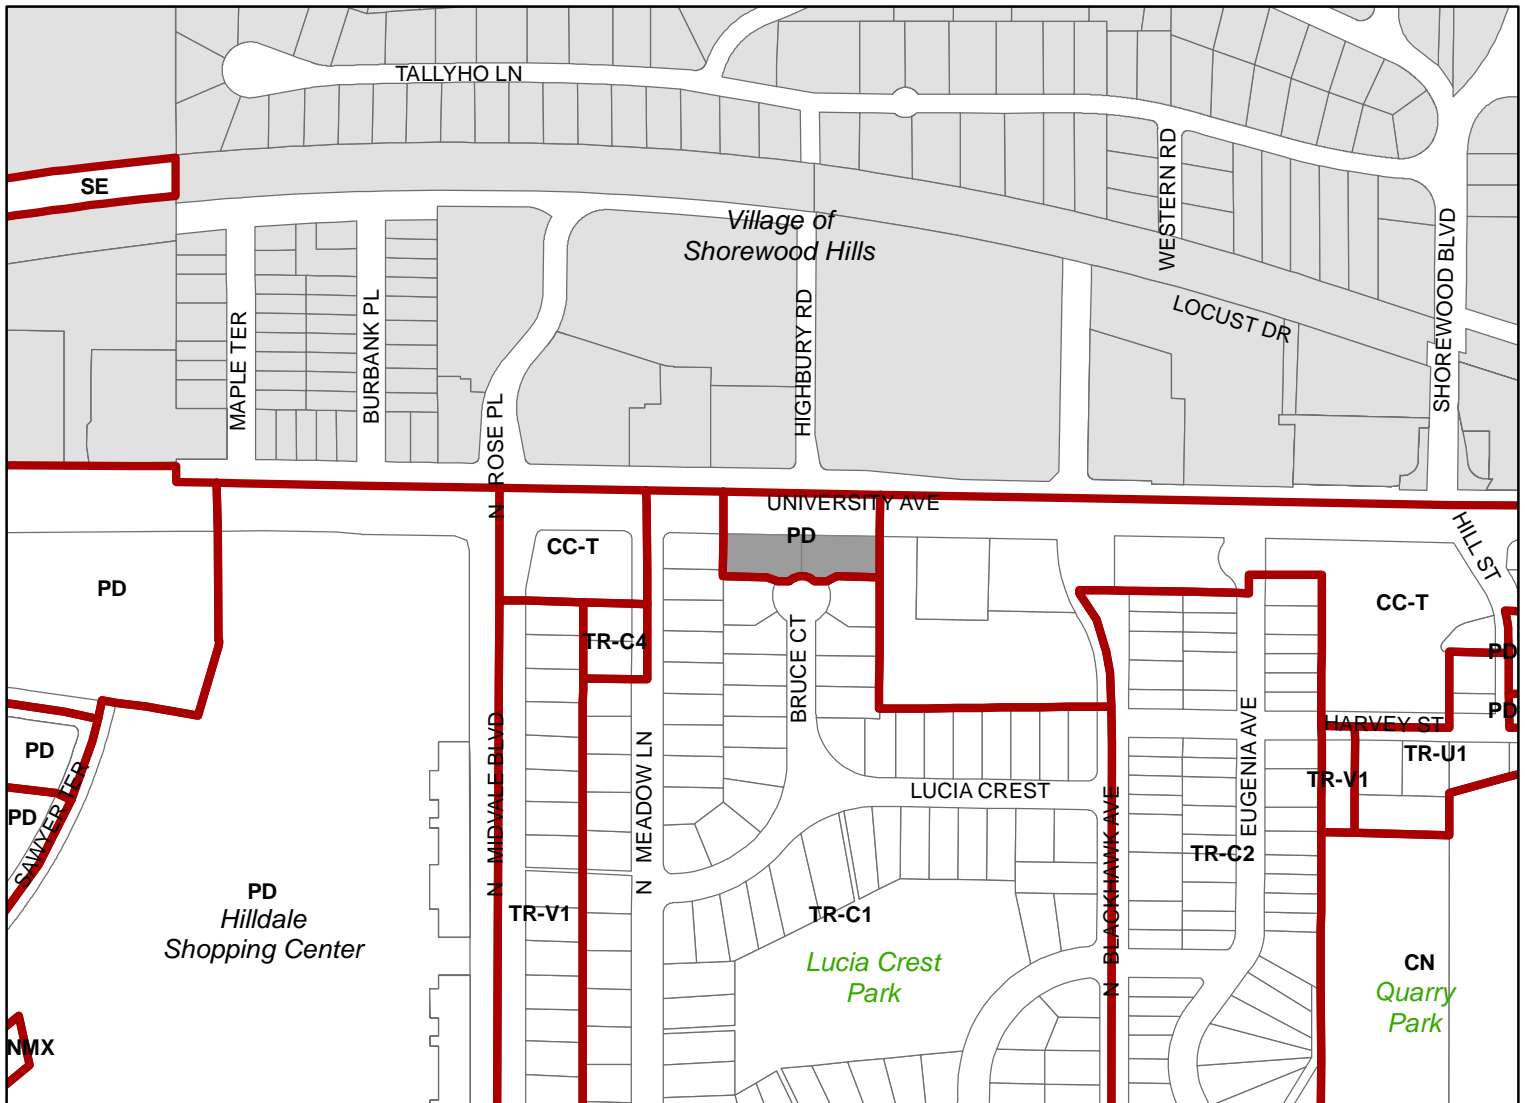 TALLYHO LN
SE
WESTERN RD
Village of
Shorewood Hills
SHOREWOOD BLVD
LOCUST DR
MAPLE TER
BURBANK PL
HIGHBURY RD
N ROSE PL
UNIVERSITY AVE
PD
CC-T
HILL ST
PD
CC-T
TR-C4
BRUCE CT
PD
PD
HARVEY ST
PD
TR-U1
TR-V1
SAWYER TER
PD
N MIDVALE BLVD
N MEADOW LN
LUCIA CREST
N BLACKHAWK AVE
EUGENIA AVE
TR-C2
PD
Hilldale
Shopping Center
TR-V1
TR-C1
Lucia Crest
Park
CN
Quarry
Park
NMX